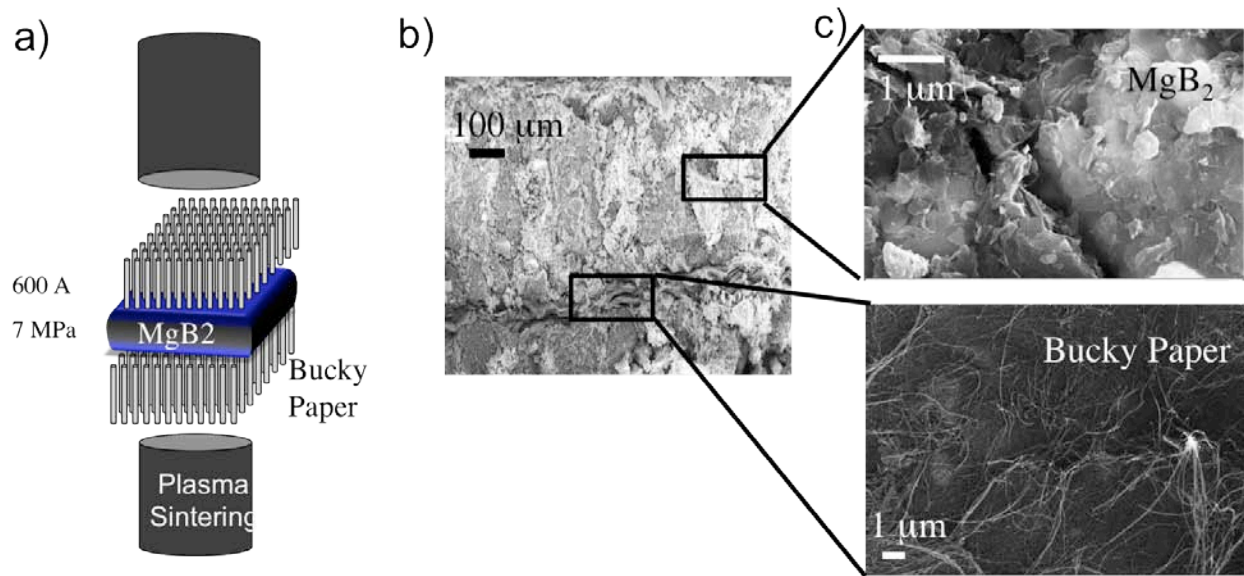 a)
600 A
7 MPa
MgB2
Bucky
Paper
Plasma
Sintering
b)
100 µm
c)
1 µm
MgB₂
Bucky Paper
1 µm